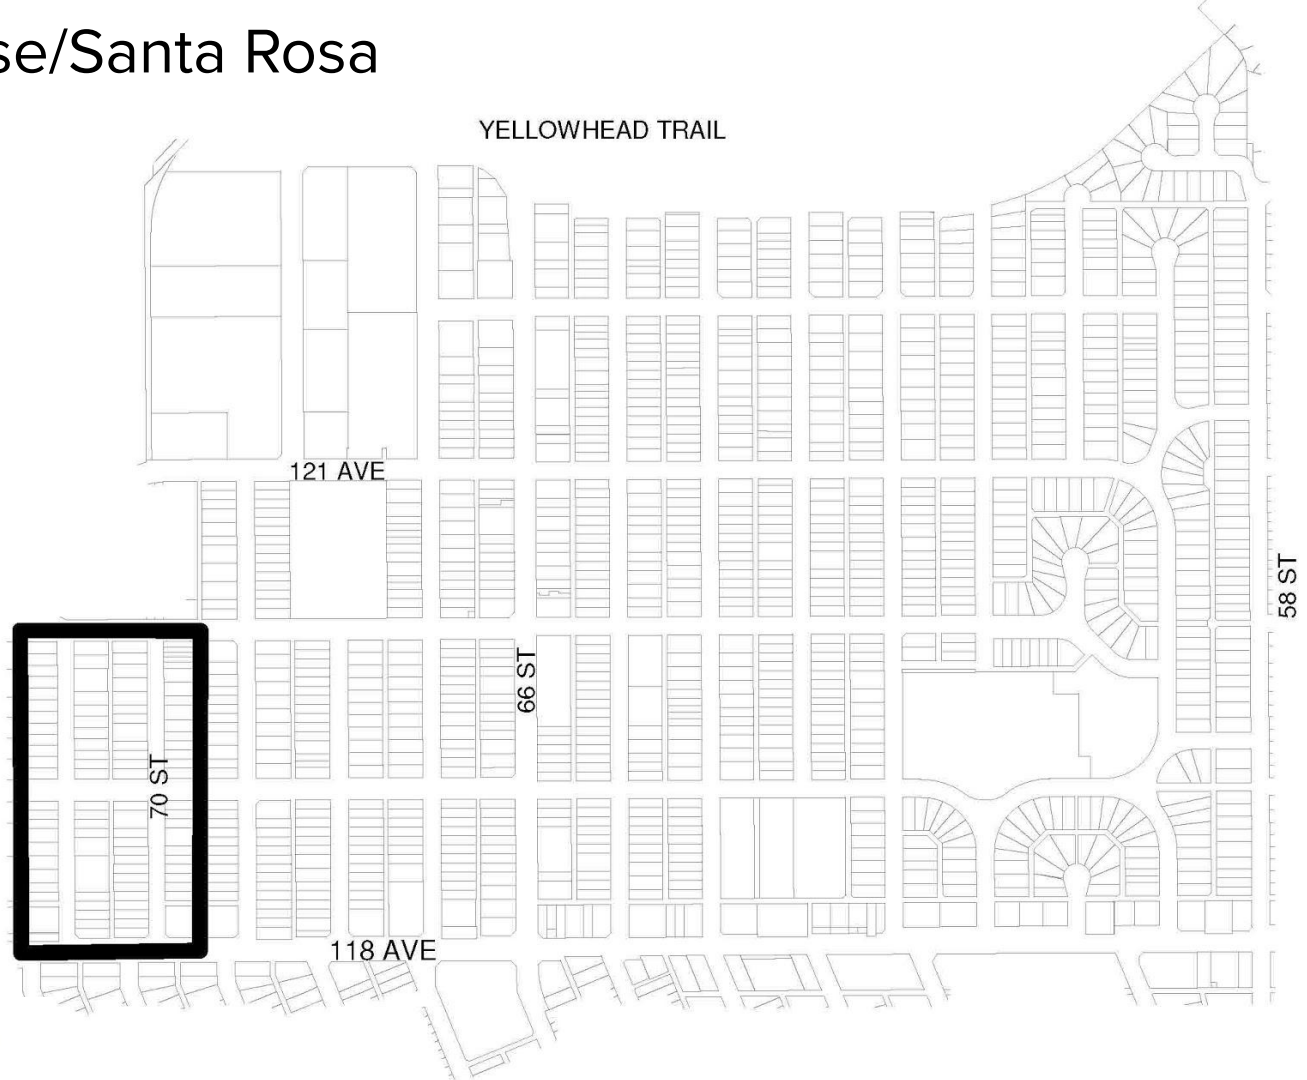 se/Santa Rosa
YELLOWHEAD TRAIL
121 AVE
58 ST
66 ST
70 ST
118 AVE